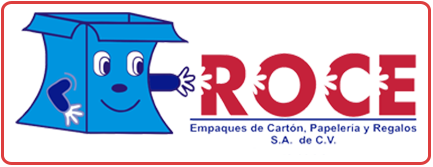 ROCE
Empaques de Cartón, Papelería y Regalos
S.A. de C.V.